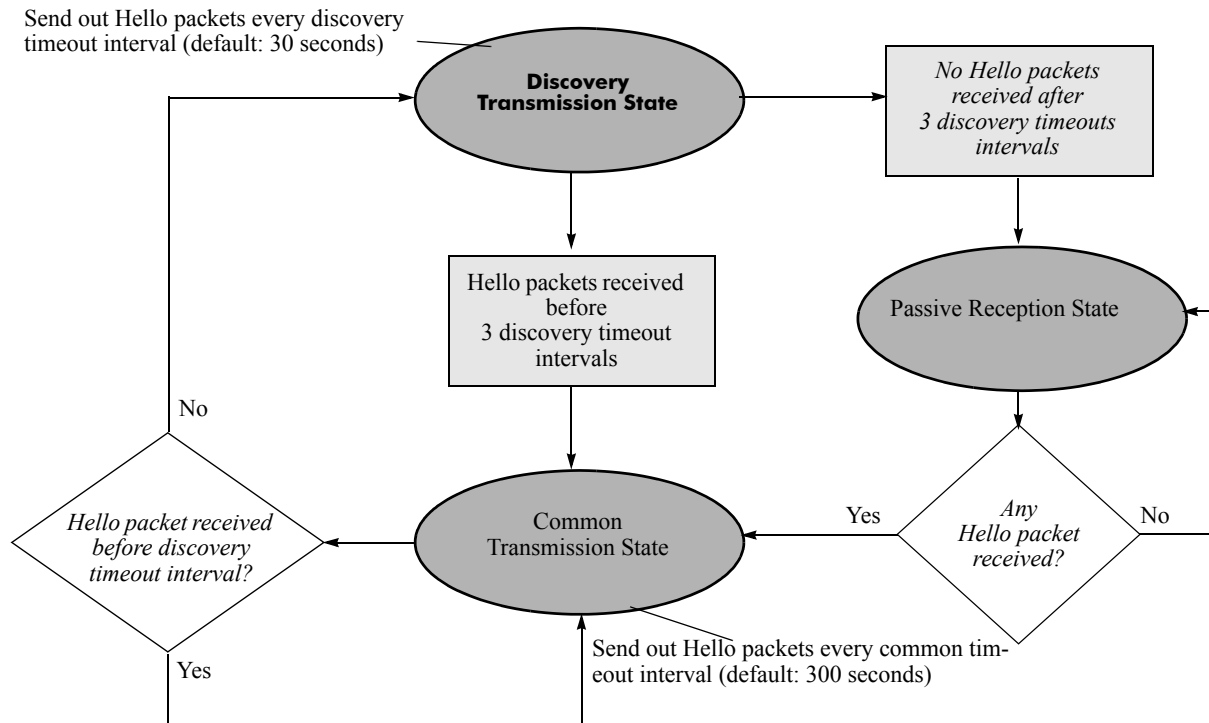 Send out Hello packets every discovery
timeout interval (default: 30 seconds)
Discovery
Transmission State
No Hello packets
received after
3 discovery timeouts
intervals
Hello packets received
before
3 discovery timeout
intervals
Passive Reception State
No
Hello packet received
before discovery
timeout interval?
Common
Transmission State
Yes
Any
Hello packet
received?
No
Yes
Send out Hello packets every common tim-
eout interval (default: 300 seconds)